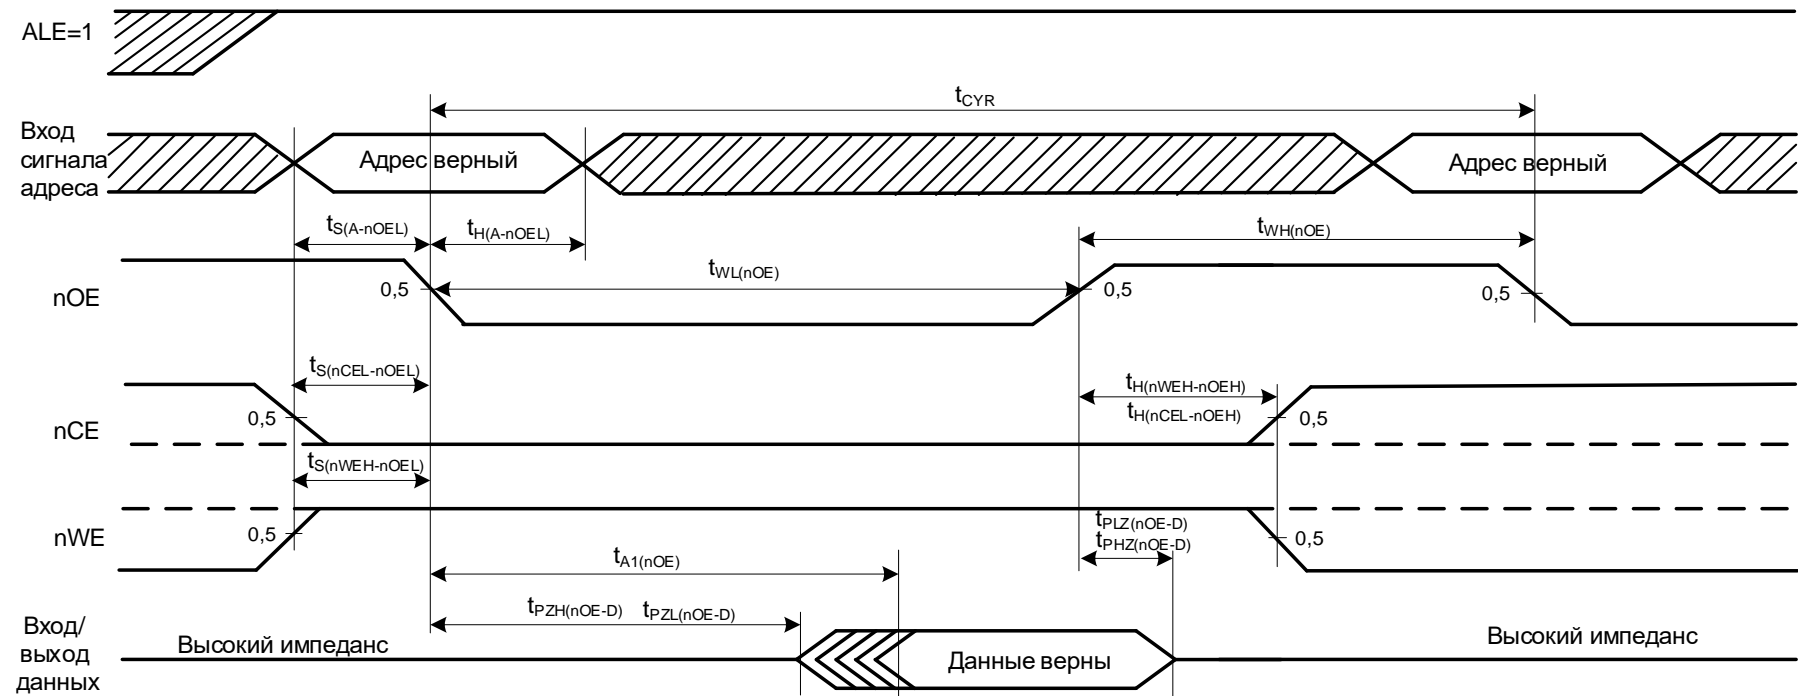 ALE=1
tCYR
Вход
сигнала
адреса
Адрес верный
Адрес верный
tS(A-nOEL)
tH(A-nOEL)
tWH(nOE)
tWL(nOE)
nOE
0,5
0,5
0,5
tS(nCEL-nOEL)
tH(nWEH-nOEH)
tH(nCEL-nOEH)
nCE
0,5
0,5
tS(nWEH-nOEL)
nWE
0,5
0,5
tPLZ(nOE-D)
tPHZ(nOE-D)
tA1(nOE)
tPZH(nOE-D) tPZL(nOE-D)
Вход/
выход
данных
Высокий импеданс
Данные верны
Высокий импеданс